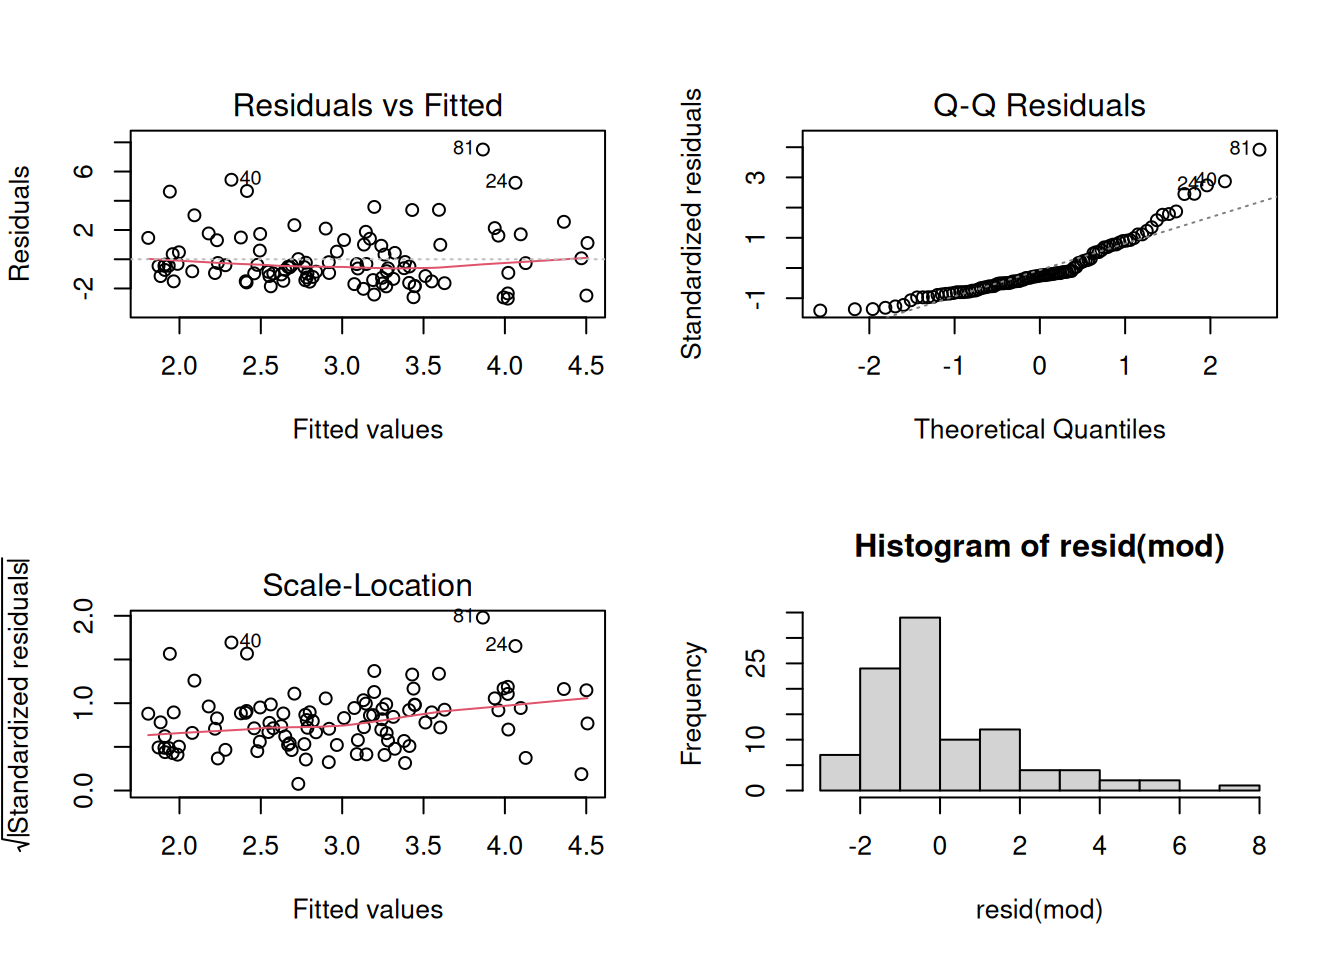 Residuals vs Fitted
Residuals
6
2
-2
81
40
24
2.0 2.5 3.0 3.5 4.0 4.5
Fitted values
Q-Q Residuals
Standardized residuals
3
1
-1
81
24
40
-2 -1 0 1 2
Theoretical Quantiles
Scale-Location
√|Standardized residuals|
2.0
1.0
0.0
81
40
24
2.0 2.5 3.0 3.5 4.0 4.5
Fitted values
Histogram of resid(mod)
Frequency
25
10
0
-2 0 2 4 6 8
resid(mod)